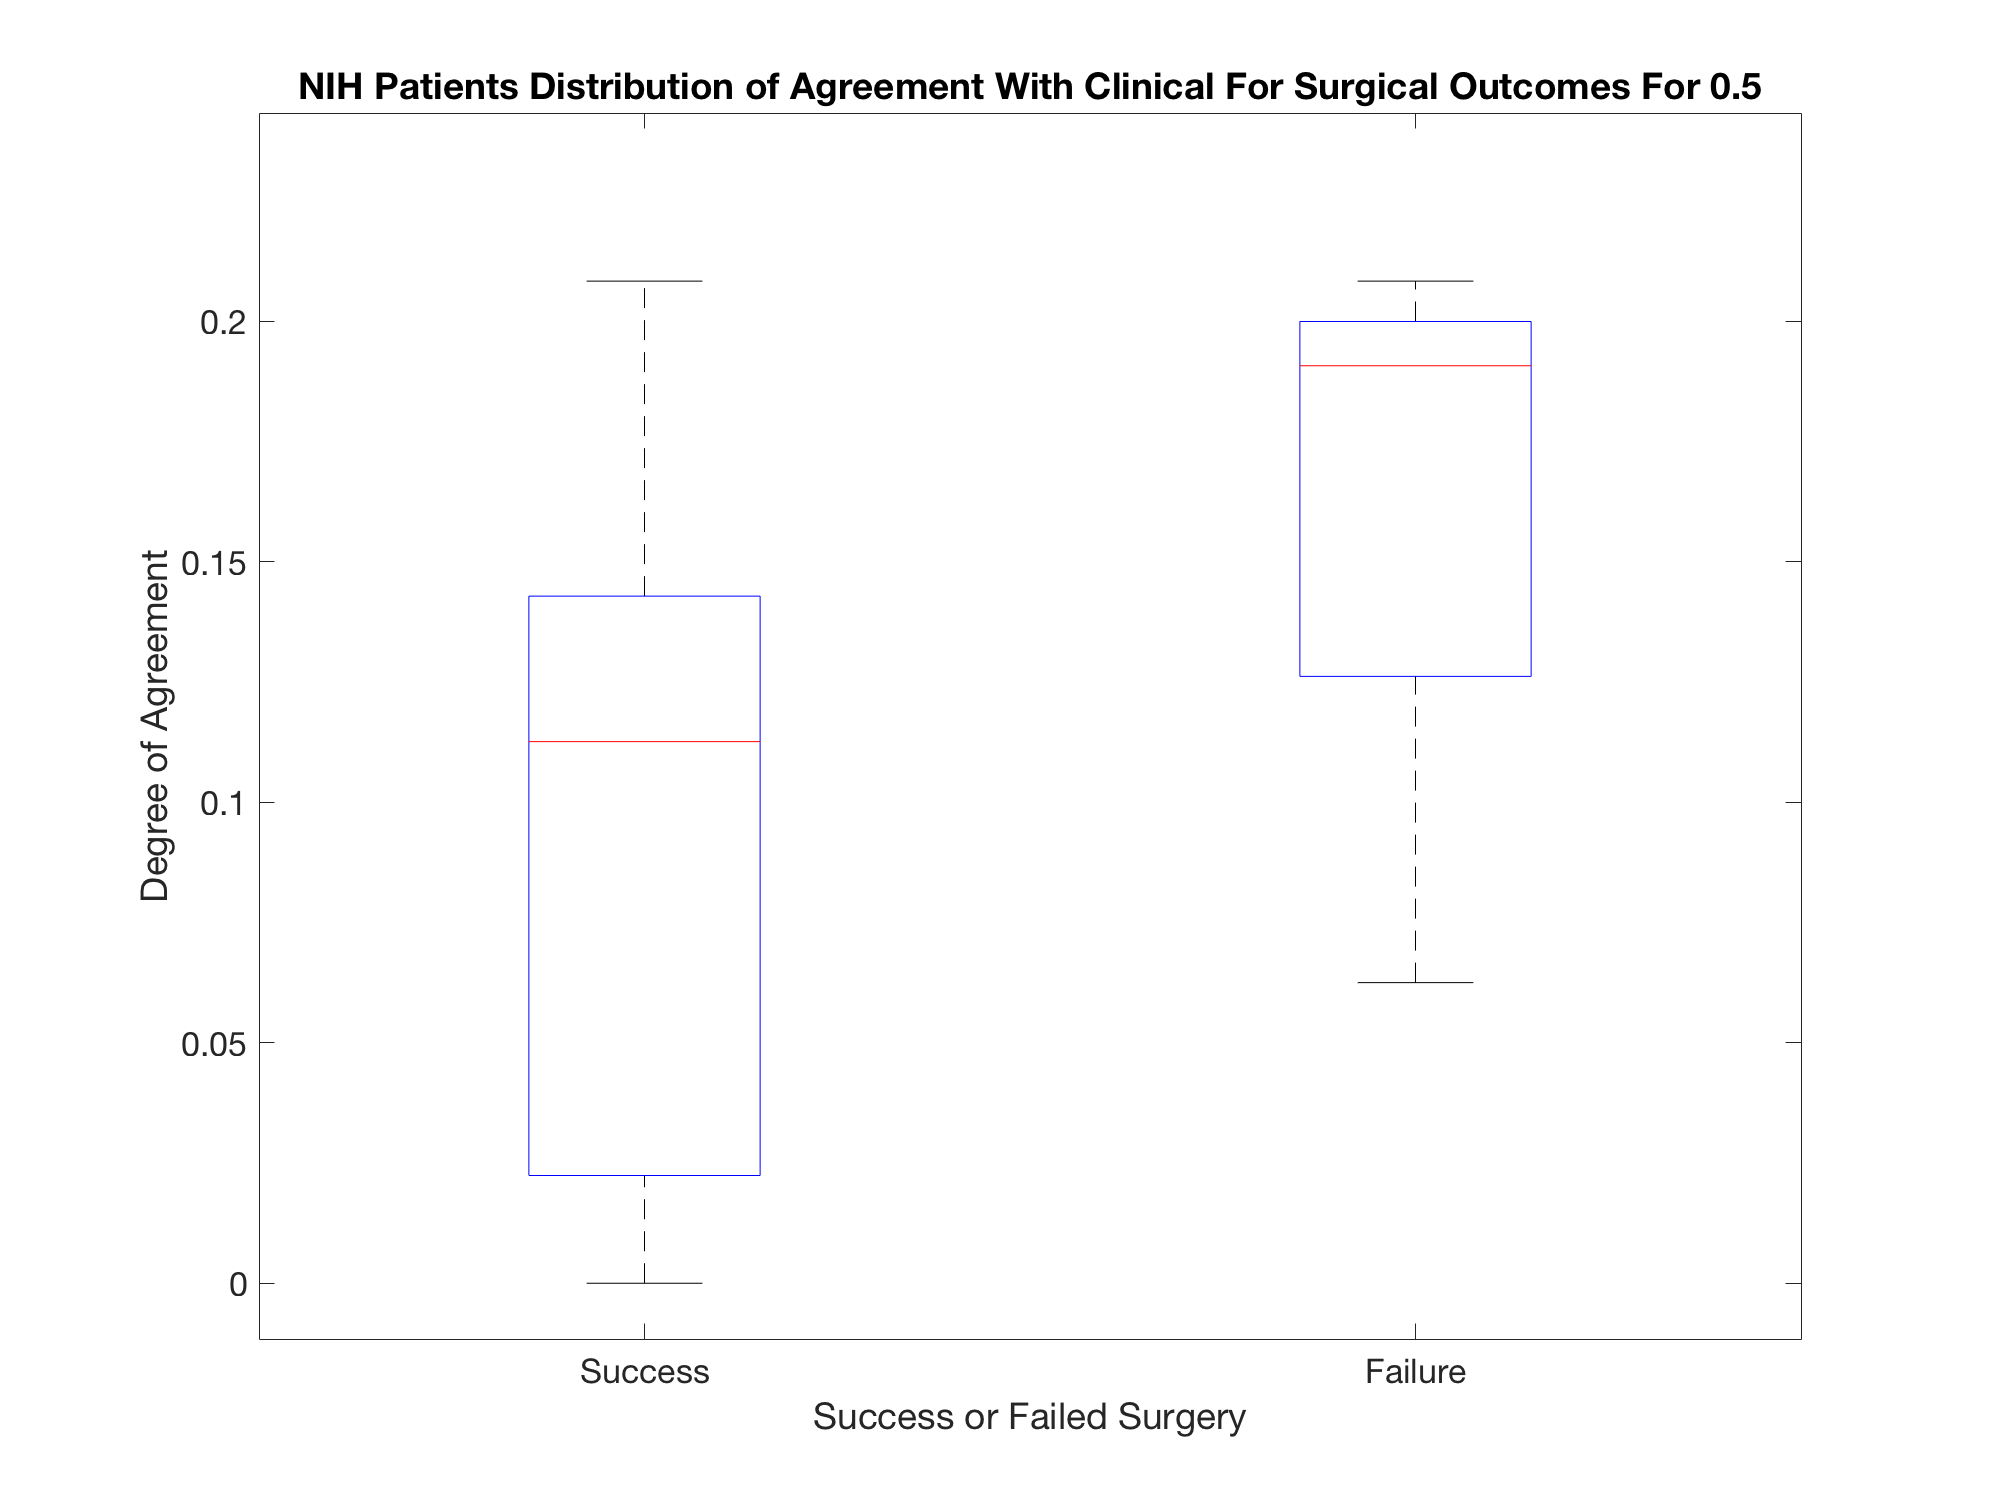 NIH Patients Distribution of Agreement With Clinical For Surgical Outcomes For 0.5
Degree of Agreement
0.2
0.15
0.1
0.05
0
Success
Failure
Success or Failed Surgery